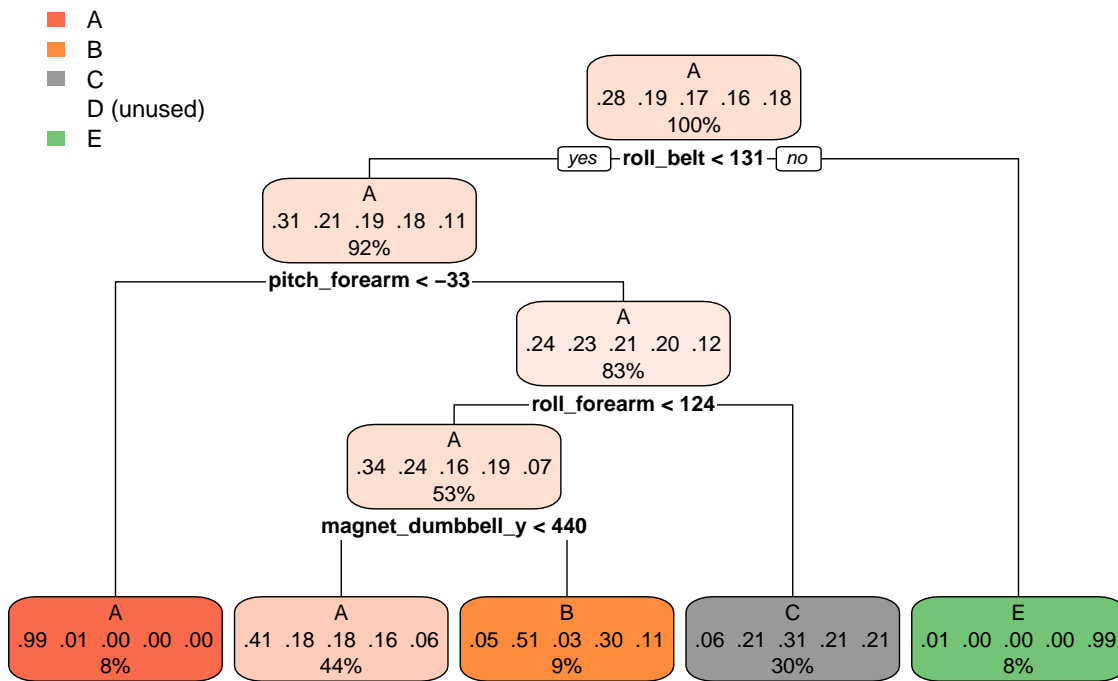 A
B
C
D (unused)
E
A
.28 .19 .17 .16 .18
100%
yes roll_belt < 131 no
A
.31 .21 .19 .18 .11
92%
pitch_forearm < −33
A
.24 .23 .21 .20 .12
83%
roll_forearm < 124
A
.34 .24 .16 .19 .07
53%
magnet_dumbbell_y < 440
A
.99 .01 .00 .00 .00
8%
A
.41 .18 .18 .16 .06
44%
B
.05 .51 .03 .30 .11
9%
C
.06 .21 .31 .21 .21
30%
E
.01 .00 .00 .00 .99
8%